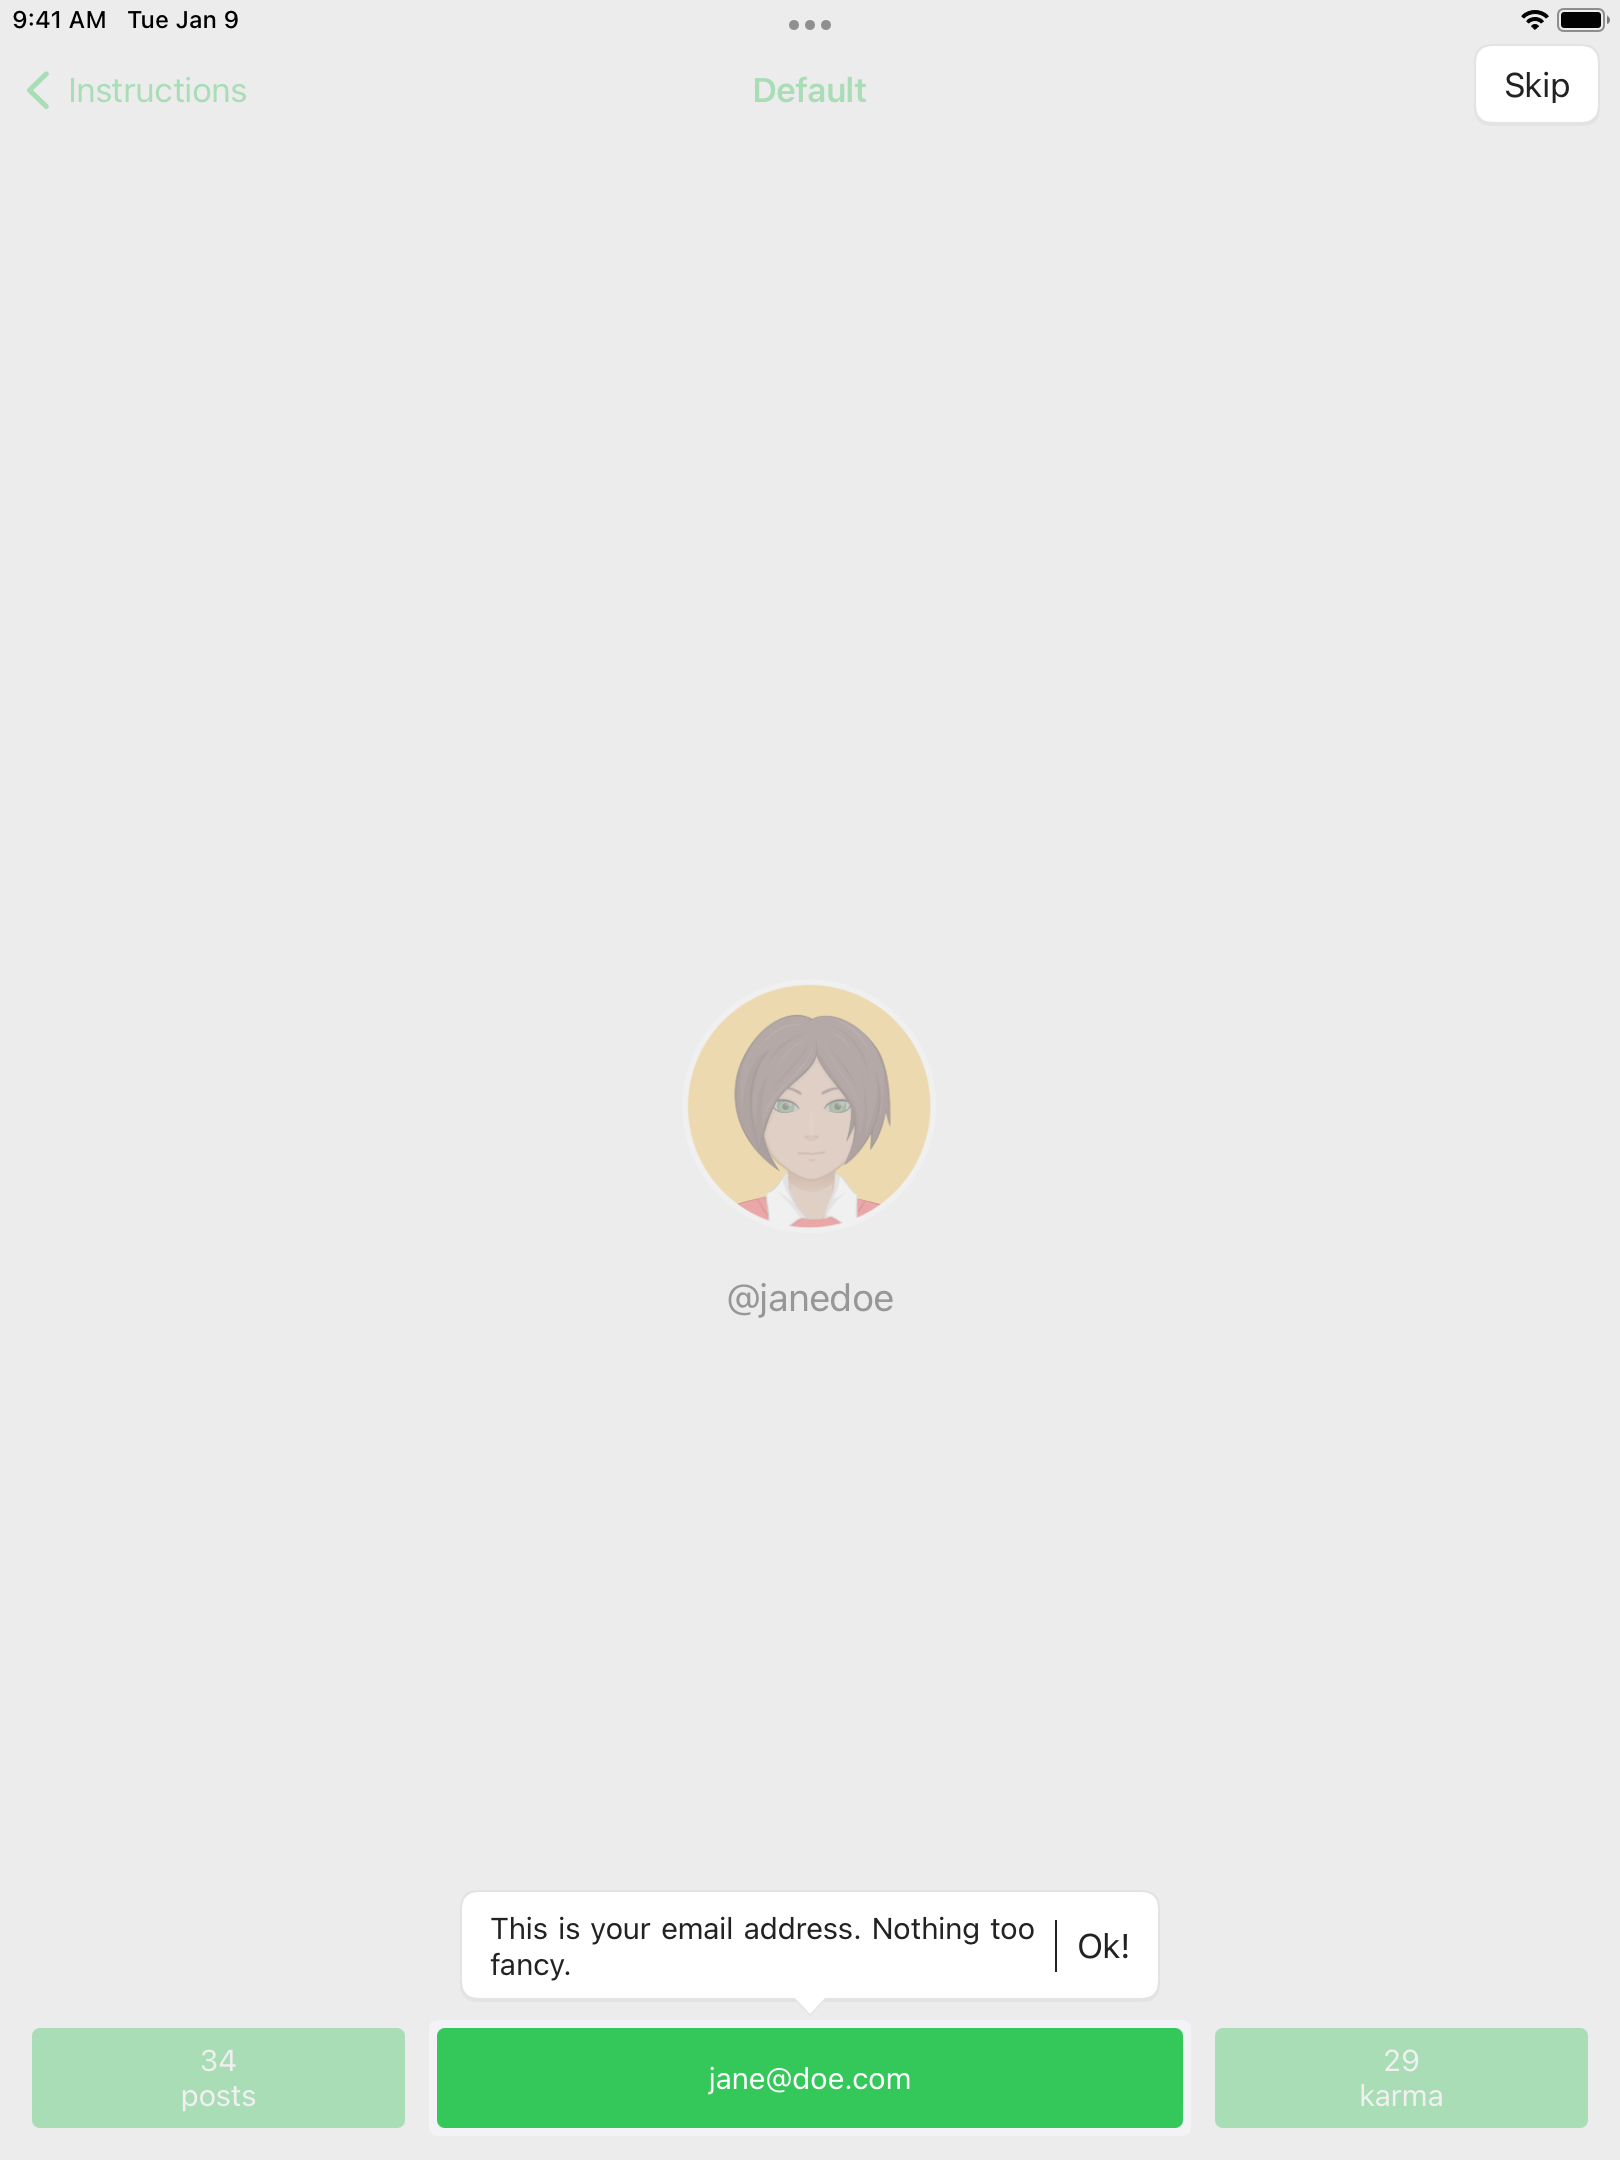 9:41 AM Tue Jan 9
Instructions
Default
Skip
@janedoe
This is your email address. Nothing too
fancy.
Ok!
34
posts
jane@doe.com
29
karma